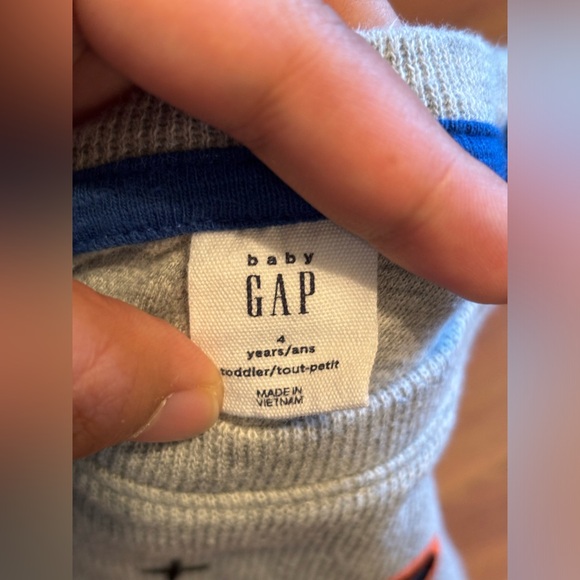 baby
GAP
4
years/ans
toddler/tout-petit
MADE IN
VIETNAM